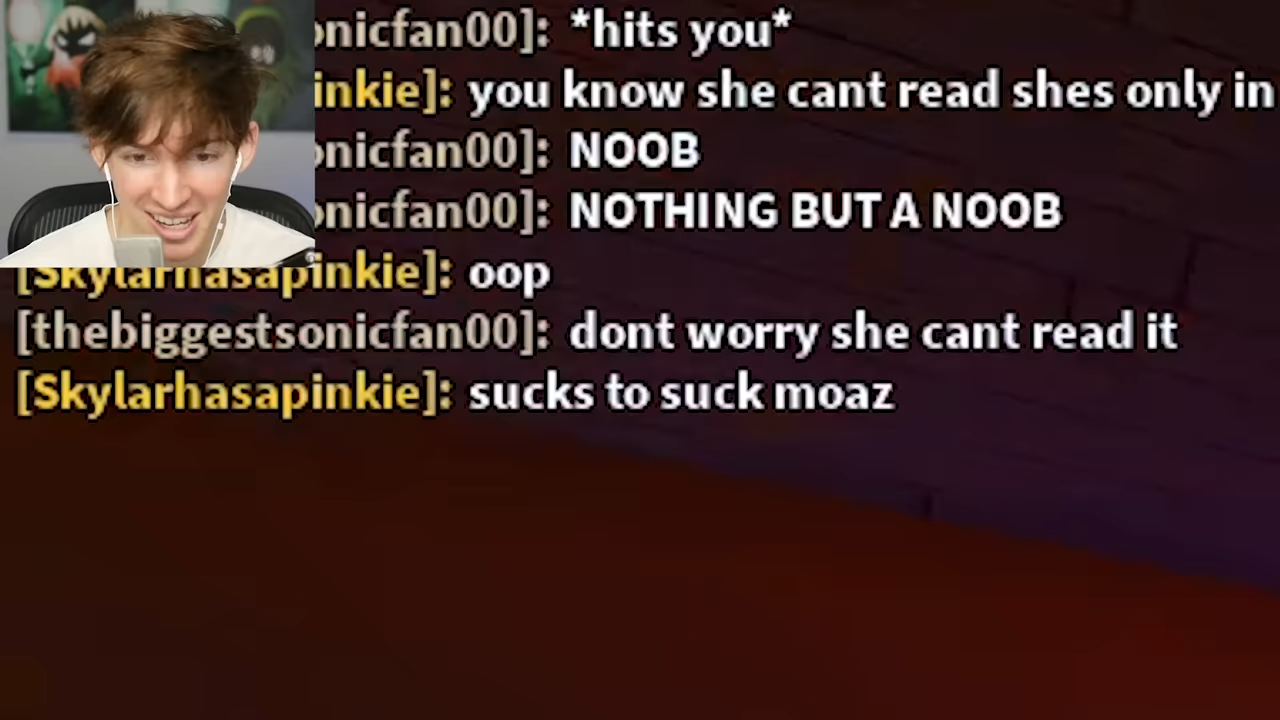 onicfan00]: *hits you*
inkie]: you know she cant read shes only in
onicfan00]: NOOB
onicfan00]: NOTHING BUT A NOOB
[Skylarhasapinkie]: oop
[thebiggestsonicfan00]: dont worry she cant read it
[Skylarhasapinkie]: sucks to suck moaz